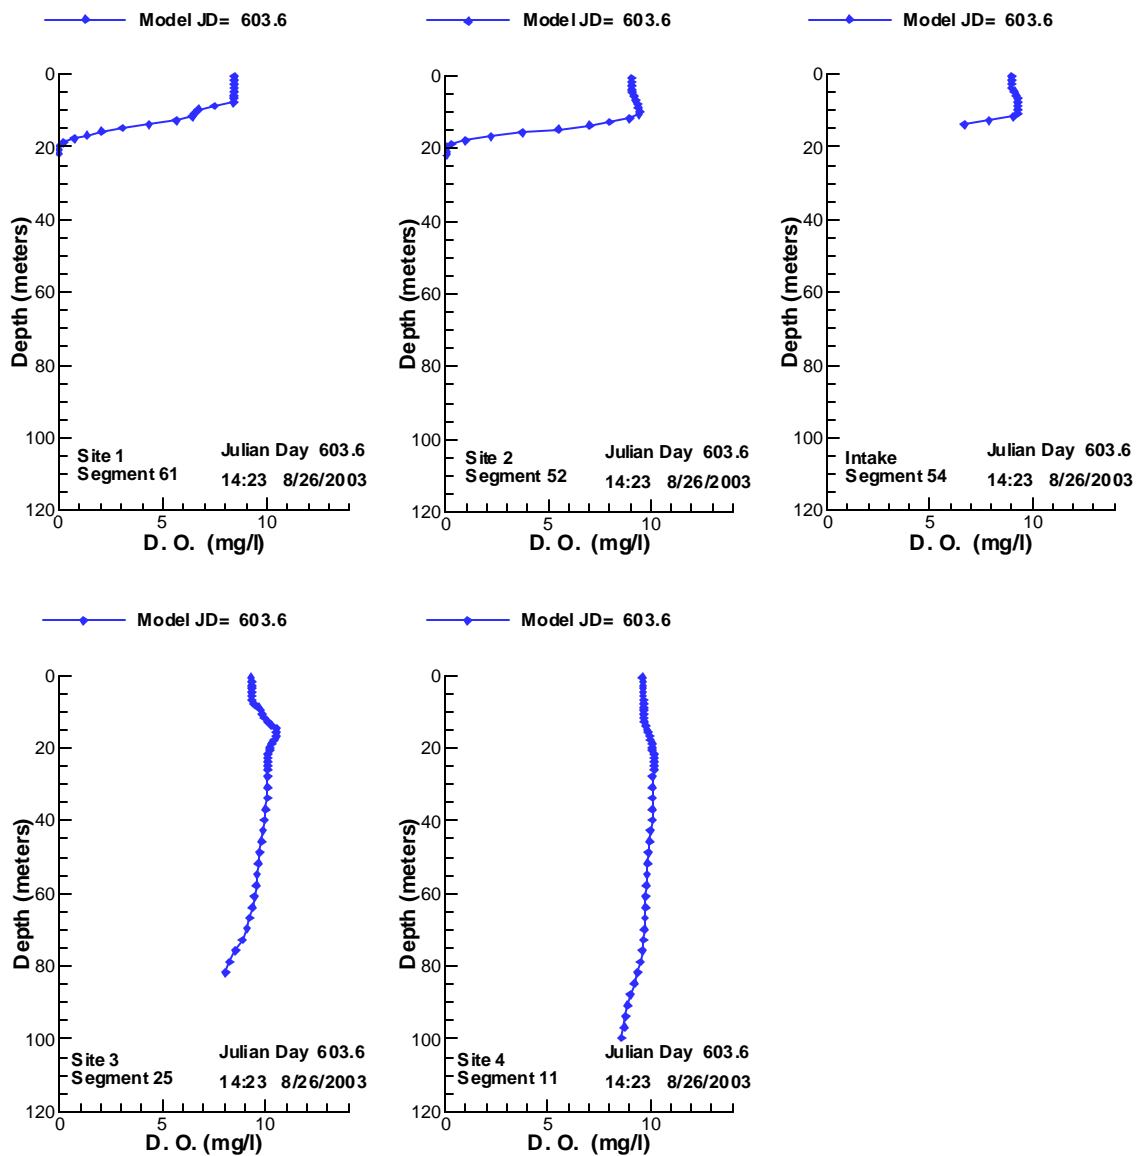 Model JD= 603.6
0
20
40
60
80
100
120
Depth (meters)
Site 1
Segment 61
Julian Day 603.6
14:23 8/26/2003
0 5 10
D. O. (mg/l)
Model JD= 603.6
0
20
40
60
80
100
120
Depth (meters)
Site 2
Segment 52
Julian Day 603.6
14:23 8/26/2003
0 5 10
D. O. (mg/l)
Model JD= 603.6
0
20
40
60
80
100
120
Depth (meters)
Intake
Segment 54
Julian Day 603.6
14:23 8/26/2003
0 5 10
D. O. (mg/l)
Model JD= 603.6
0
20
40
60
80
100
120
Depth (meters)
Site 3
Segment 25
Julian Day 603.6
14:23 8/26/2003
0 5 10
D. O. (mg/l)
Model JD= 603.6
0
20
40
60
80
100
120
Depth (meters)
Site 4
Segment 11
Julian Day 603.6
14:23 8/26/2003
0 5 10
D. O. (mg/l)